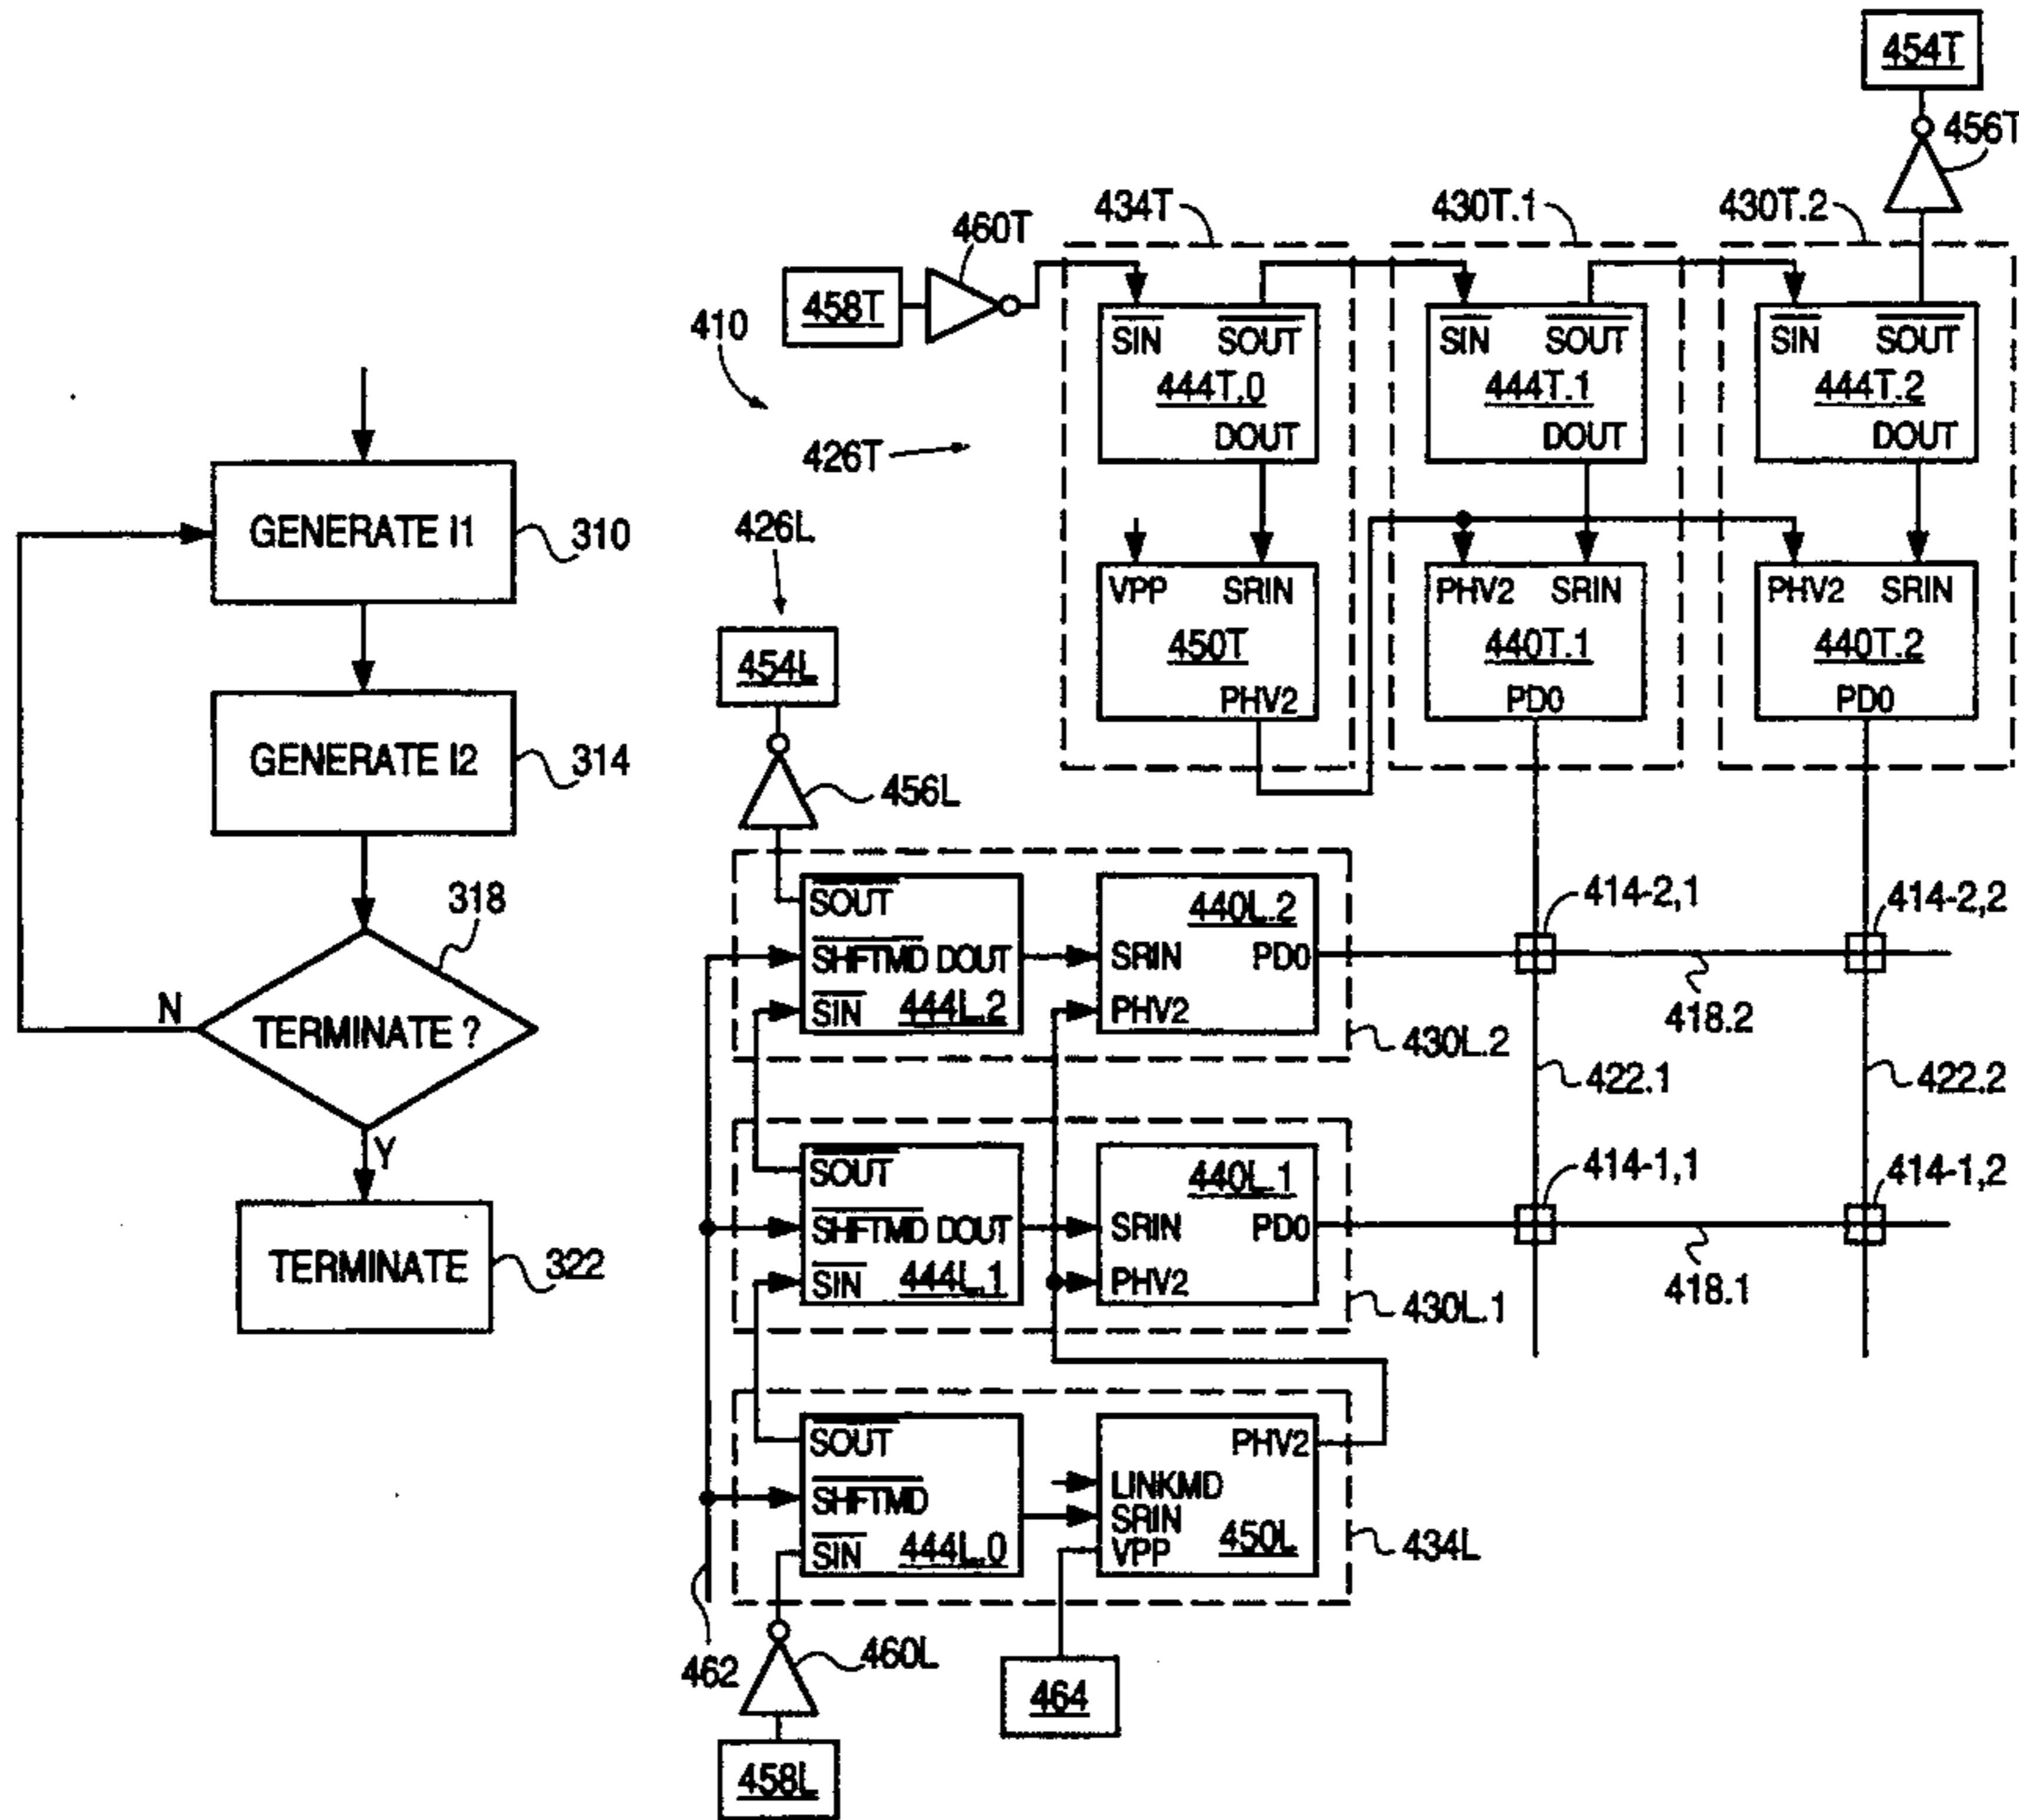 GENERATE I1
310
GENERATE I2
314
318
TERMINATE ?
N
Y
TERMINATE
322
410
454T
456T
434T
430T.1
430T.2
460T
458T
426T
SIN SOUT
444T.0
DOUT
SIN SOUT
444T.1
DOUT
SIN SOUT
444T.2
DOUT
VPP SRIN
450T
PHV2
PHV2 SRIN
440T.1
PD0
PHV2 SRIN
440T.2
PD0
426L
454L
456L
SOUT
SHFTMD DOUT
SIN 444L.2
440L.2
SRIN PD0
PHV2
430L.2
414-2,1
414-2,2
418.2
422.1
422.2
SOUT
SHFTMD DOUT
SIN 444L.1
440L.1
SRIN PD0
PHV2
430L.1
414-1,1
414-1,2
418.1
SOUT
SHFTMD
SIN 444L.0
PHV2
LINKMD
SRIN
VPP 450L
434L
462
460L
464
458L